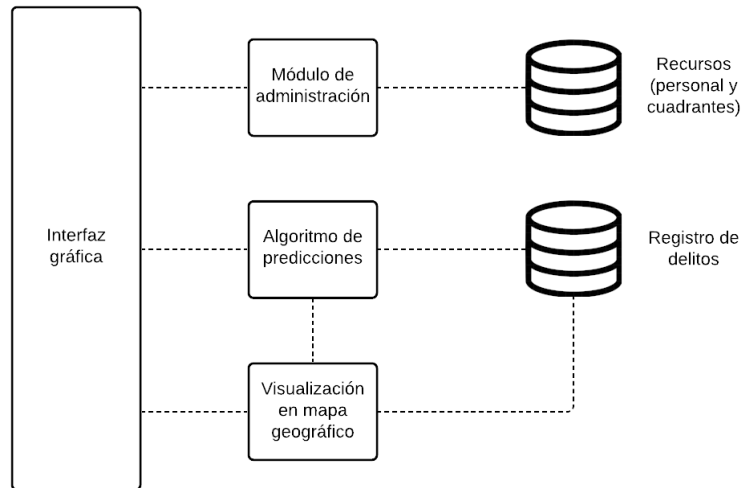 Módulo de
administración
Recursos
(personal y
cuadrantes)
Interfaz
gráfica
Algoritmo de
predicciones
Registro de
delitos
Visualización
en mapa
geográfico